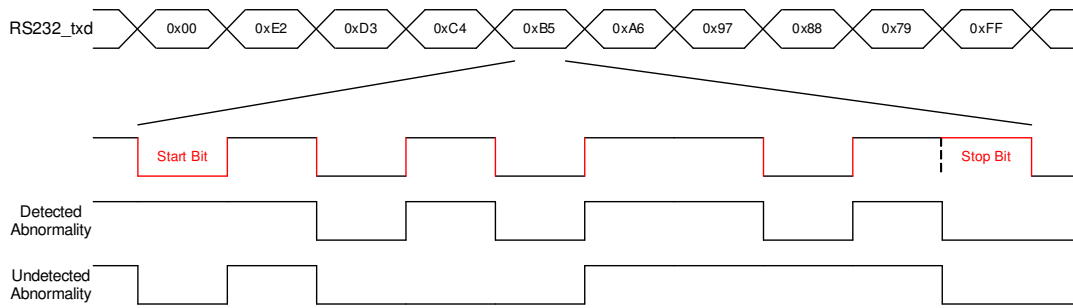 RS232_txd 0x00 0xE2 0xD3 0xC4 0xB5 0xA6 0x97 0x88 0x79 0xFF
Start Bit Stop Bit
Detected
Abnormality
Undetected
Abnormality